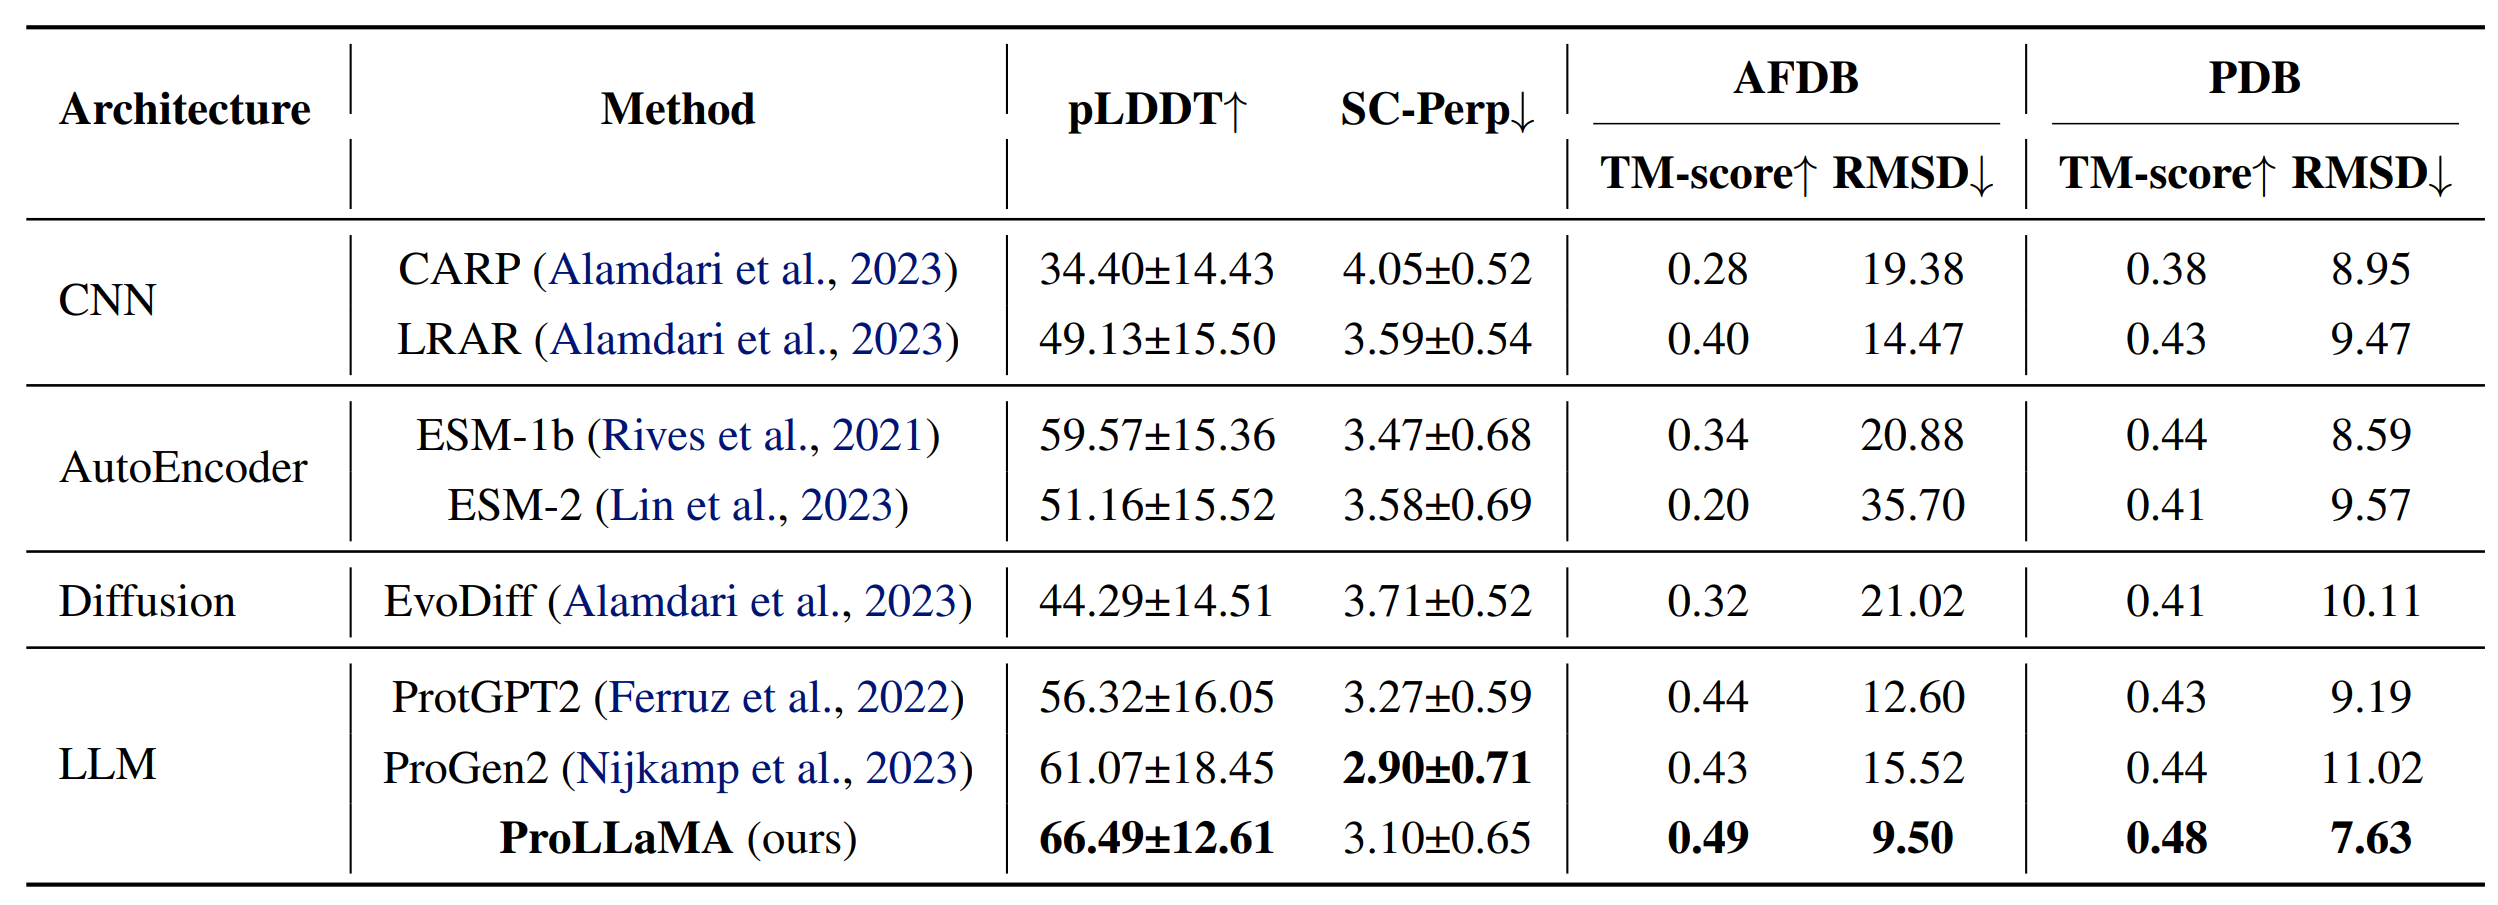 Architecture Method pLDDT↑ SC-Perp↓ AFDB PDB
TM-score↑ RMSD↓ TM-score↑ RMSD↓
CNN CARP (Alamdari et al., 2023) 34.40±14.43 4.05±0.52 0.28 19.38 0.38 8.95
LRAR (Alamdari et al., 2023) 49.13±15.50 3.59±0.54 0.40 14.47 0.43 9.47
AutoEncoder ESM-1b (Rives et al., 2021) 59.57±15.36 3.47±0.68 0.34 20.88 0.44 8.59
ESM-2 (Lin et al., 2023) 51.16±15.52 3.58±0.69 0.20 35.70 0.41 9.57
Diffusion EvoDiff (Alamdari et al., 2023) 44.29±14.51 3.71±0.52 0.32 21.02 0.41 10.11
LLM ProtGPT2 (Ferruz et al., 2022) 56.32±16.05 3.27±0.59 0.44 12.60 0.43 9.19
ProGen2 (Nijkamp et al., 2023) 61.07±18.45 2.90±0.71 0.43 15.52 0.44 11.02
ProLLaMA (ours) 66.49±12.61 3.10±0.65 0.49 9.50 0.48 7.63